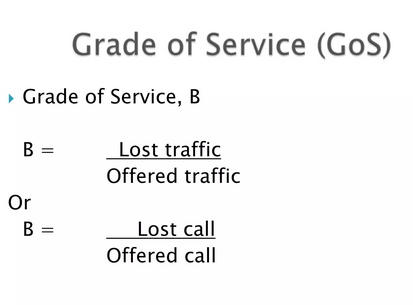 Grade of Service (GoS)
Grade of Service, B
B = Lost traffic
Offered traffic
Or
B = Lost call
Offered call